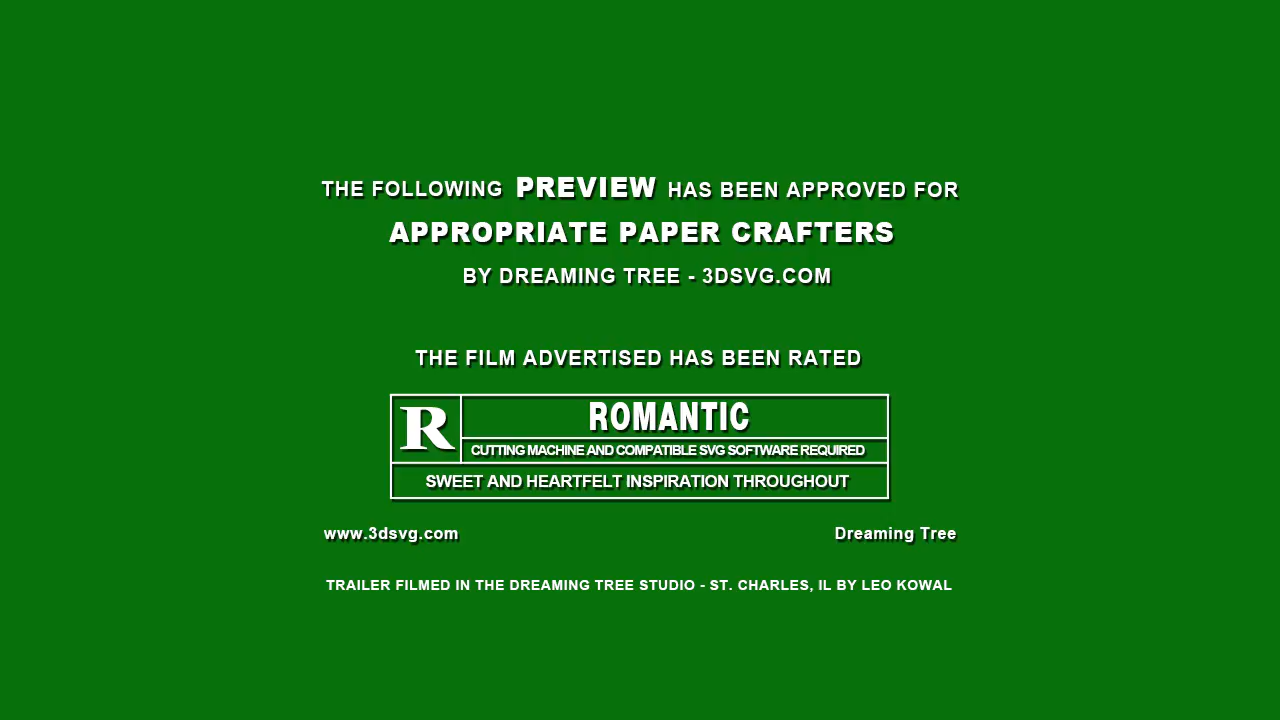 THE FOLLOWING PREVIEW HAS BEEN APPROVED FOR
APPROPRIATE PAPER CRAFTERS
BY DREAMING TREE - 3DSVG.COM
THE FILM ADVERTISED HAS BEEN RATED
R ROMANTIC
CUTTING MACHINE AND COMPATIBLE SVG SOFTWARE REQUIRED
SWEET AND HEARTFELT INSPIRATION THROUGHOUT
www.3dsvg.com Dreaming Tree
TRAILER FILMED IN THE DREAMING TREE STUDIO - ST. CHARLES, IL BY LEO KOWAL